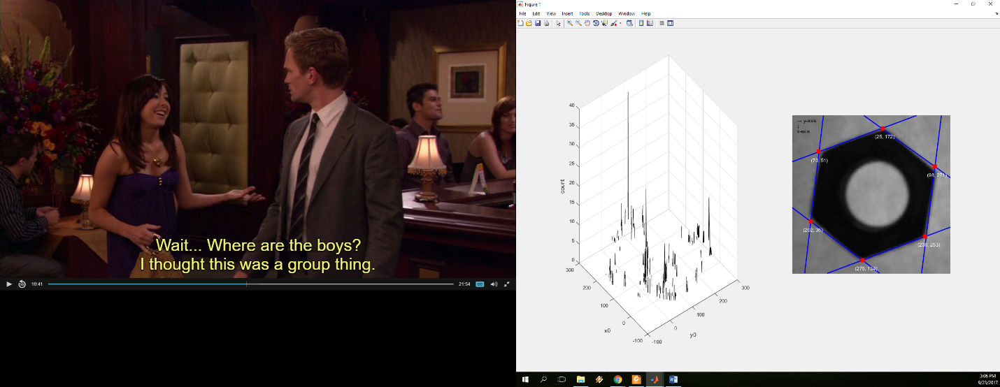 Wait... Where are the boys?
I thought this was a group thing.
10:41
21:54
CC
Figure 1
File Edit View Insert Tools Desktop Window Help
40
35
30
25
20
15
10
5
0
count
300
200
100
0
-100
x0
-100
0
100
200
300
y0
→ y-axis
↓
x-axis
(25, 172)
(70, 51)
(98, 271)
(202, 36)
(230, 253)
(275, 134)
3:06 PM
9/23/2017